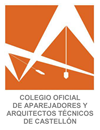 COLEGIO OFICIAL
DE APAREJADORES Y
ARQUITECTOS TÉCNICOS
DE CASTELLÓN